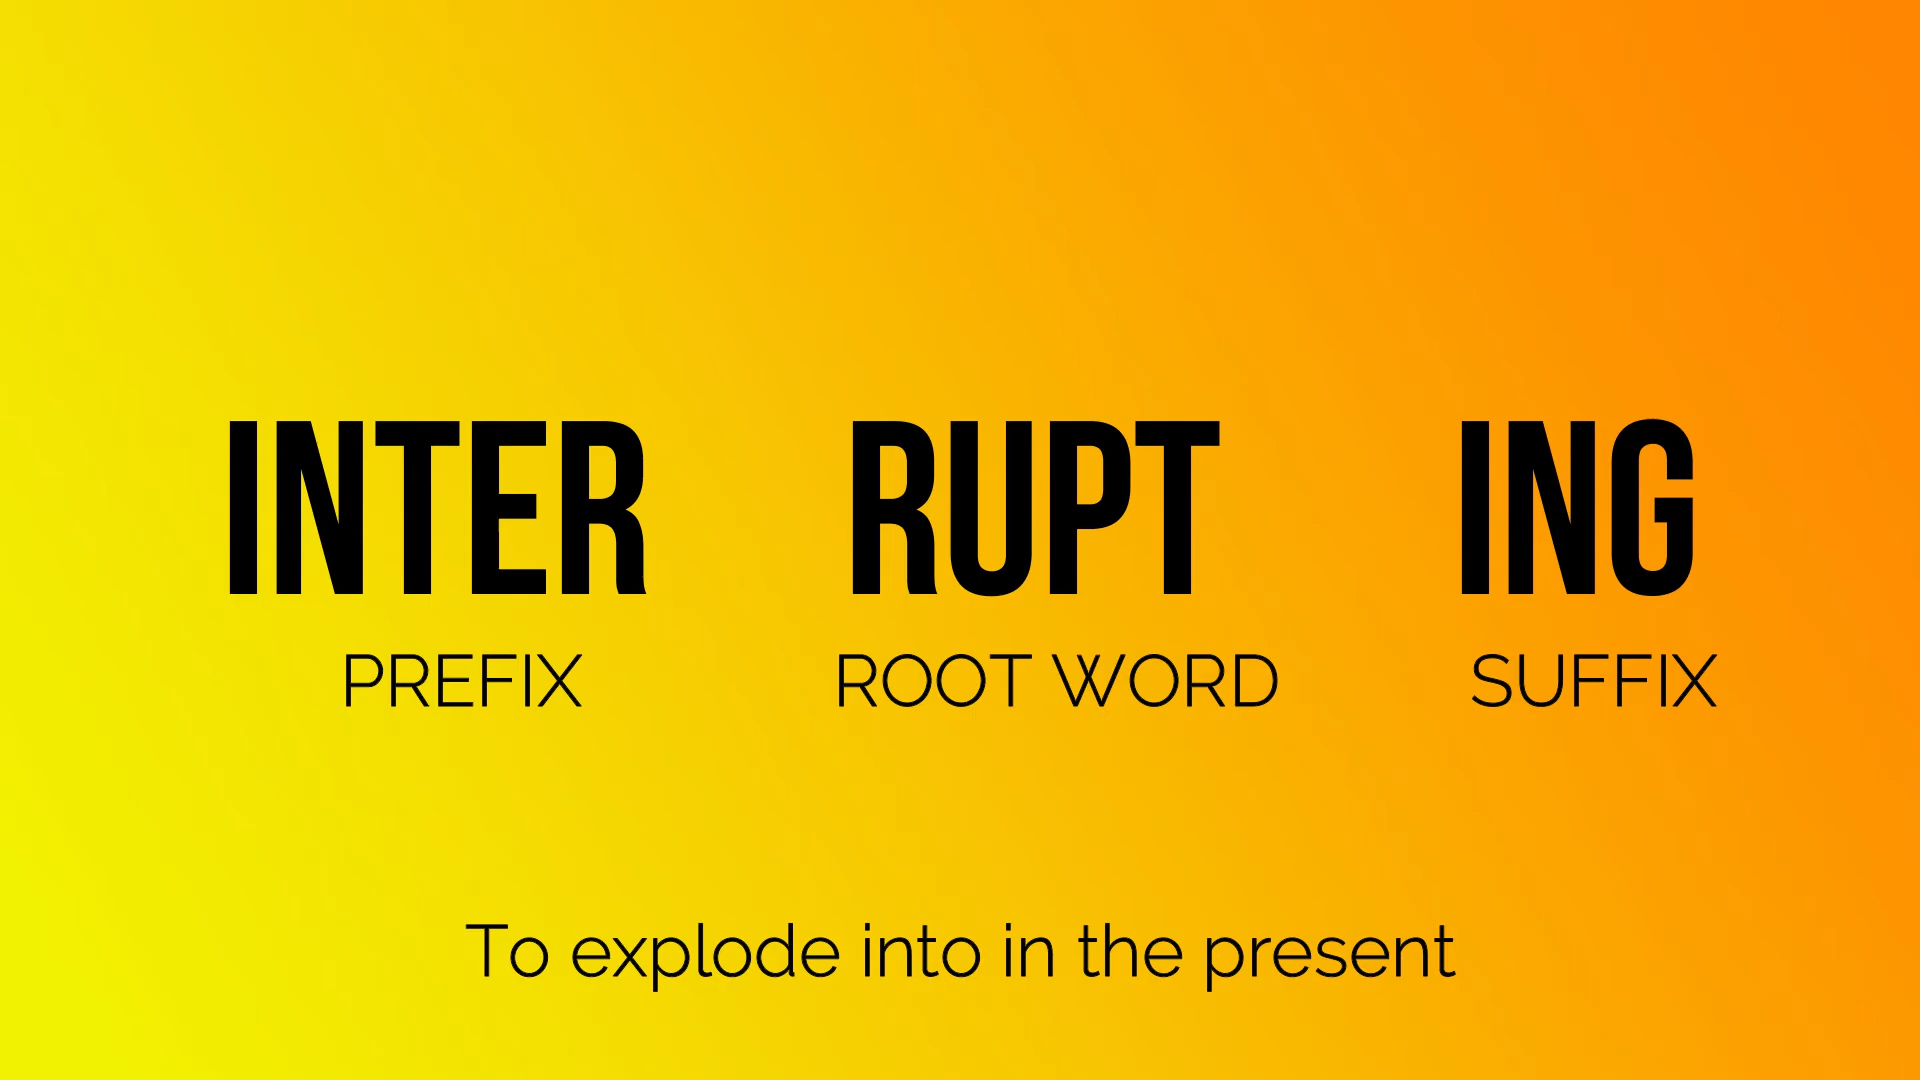 INTER RUPT ING
PREFIX ROOT WORD SUFFIX
To explode into in the present